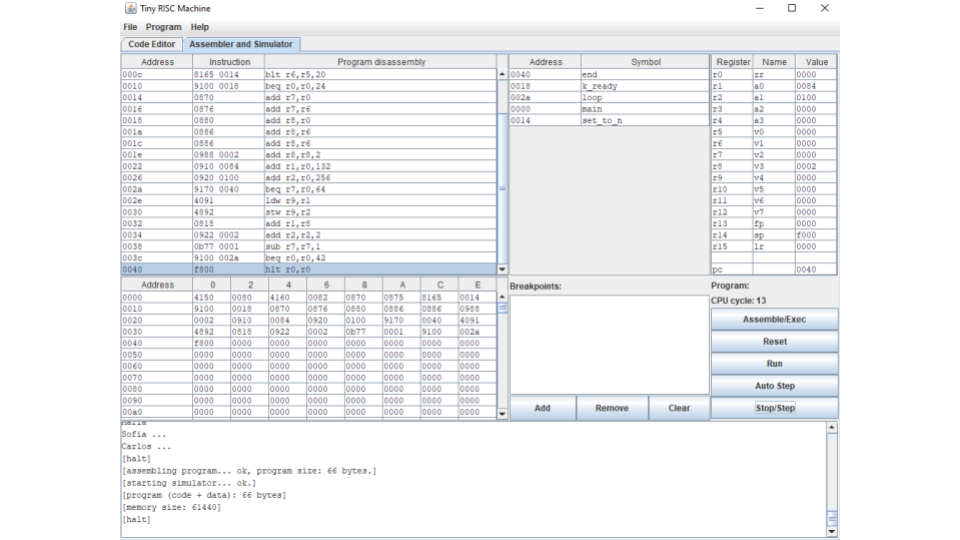 Tiny RISC Machine
File Program Help
Code Editor Assembler and Simulator
Address Instruction Program disassembly
000c 8165 0014 blt r6,r5,20
0010 9100 0018 beq r0,r0,24
0014 0870 add r7,r0
0016 0876 add r7,r6
0018 0880 add r8,r0
001a 0886 add r8,r6
001c 0886 add r8,r6
001e 0988 0002 add r8,r8,2
0022 0910 0084 add r1,r0,132
0026 0920 0100 add r2,r0,256
002a 9170 0040 beq r7,r0,64
002e 4091 ldw r9,r1
0030 4892 stw r9,r2
0032 0818 add r1,r8
0034 0922 0002 add r2,r2,2
0038 0b77 0001 sub r7,r7,1
003c 9100 002a beq r0,r0,42
0040 f800 hlt r0,r0
Address Symbol
0040 end
0018 k_ready
002a loop
0000 main
0014 set_to_n
Register Name Value
r0 zr 0000
r1 a0 0084
r2 a1 0100
r3 a2 0000
r4 a3 0000
r5 v0 0000
r6 v1 0000
r7 v2 0000
r8 v3 0002
r9 v4 0000
r10 v5 0000
r11 v6 0000
r12 v7 0000
r13 fp 0000
r14 sp f000
r15 lr 0000
pc 0040
Address 0 2 4 6 8 A C E
0000 4150 0080 4160 0082 0870 0875 8165 0014
0010 9100 0018 0870 0876 0880 0886 0886 0988
0020 0002 0910 0084 0920 0100 9170 0040 4091
0030 4892 0818 0922 0002 0b77 0001 9100 002a
0040 f800 0000 0000 0000 0000 0000 0000 0000
0050 0000 0000 0000 0000 0000 0000 0000 0000
0060 0000 0000 0000 0000 0000 0000 0000 0000
0070 0000 0000 0000 0000 0000 0000 0000 0000
0080 0000 0000 0000 0000 0000 0000 0000 0000
0090 0000 0000 0000 0000 0000 0000 0000 0000
00a0 0000 0000 0000 0000 0000 0000 0000 0000
Breakpoints:
Add Remove Clear
Program:
CPU cycle: 13
Assemble/Exec
Reset
Run
Auto Step
Stop/Step
Sofia ...
Carlos ...
[halt]
[assembling program... ok, program size: 66 bytes.]
[starting simulator... ok.]
[program (code + data): 66 bytes]
[memory size: 61440]
[halt]